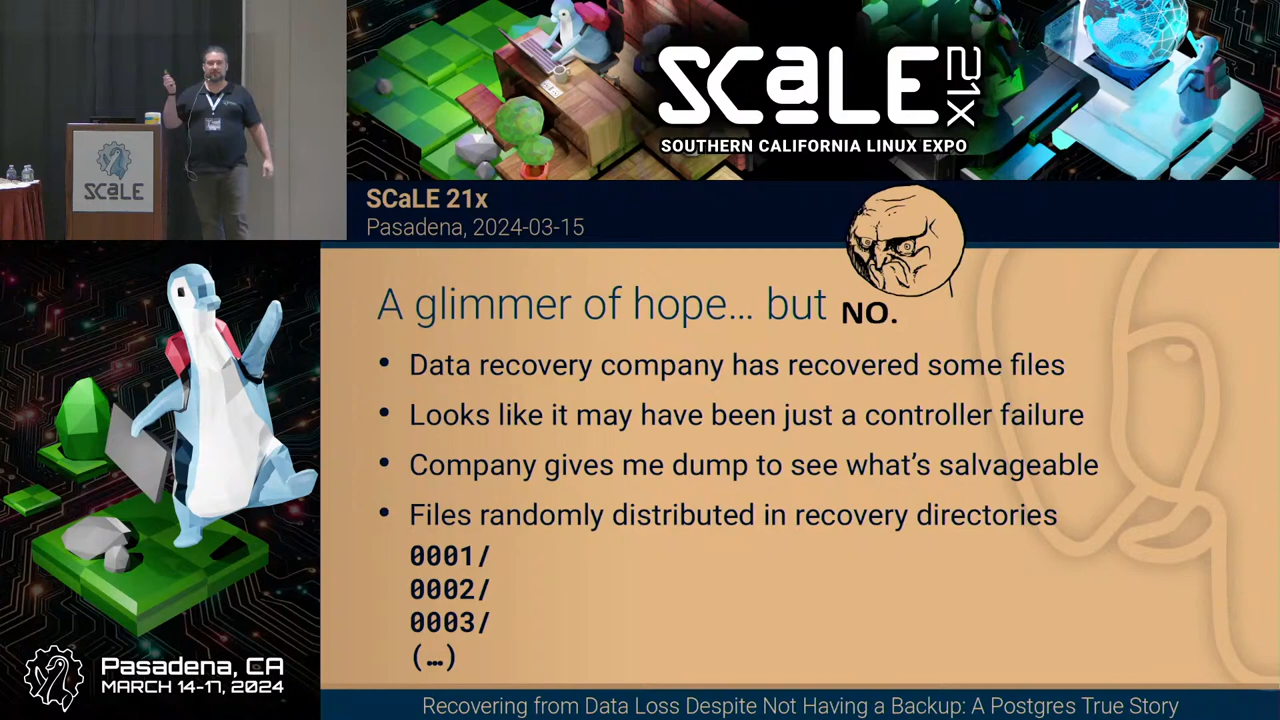 SCaLE
SCaLE 21x
SOUTHERN CALIFORNIA LINUX EXPO
SCaLE 21x
Pasadena, 2024-03-15
A glimmer of hope… but NO.
• Data recovery company has recovered some files
• Looks like it may have been just a controller failure
• Company gives me dump to see what’s salvageable
• Files randomly distributed in recovery directories
0001/
0002/
0003/
(…)
Pasadena, CA
MARCH 14-17, 2024
Recovering from Data Loss Despite Not Having a Backup: A Postgres True Story